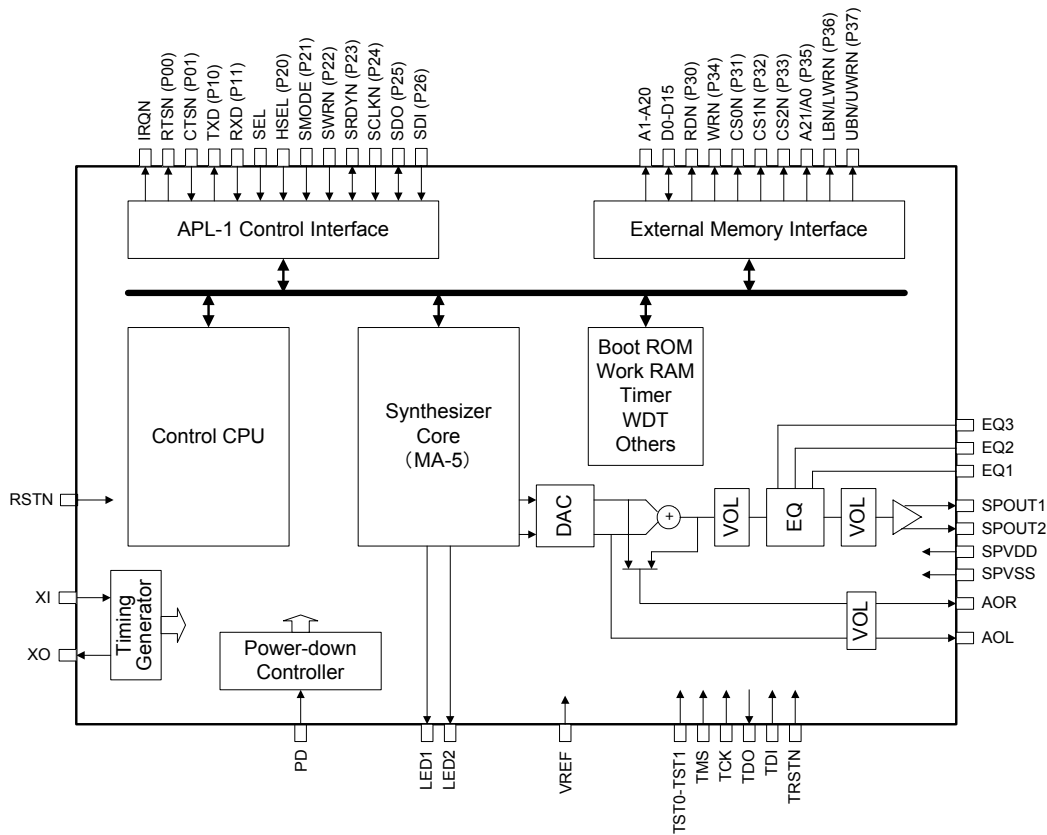 IRQN
RTSN (P00)
CTSN (P01)
TXD (P10)
RXD (P11)
SEL
HSEL (P20)
SMODE (P21)
SWRN (P22)
SRDYN (P23)
SCLKN (P24)
SDO (P25)
SDI (P26)
A1-A20
D0-D15
RDN (P30)
WRN (P34)
CS0N (P31)
CS1N (P32)
CS2N (P33)
A21/A0 (P35)
LBN/LWRN (P36)
UBN/UWRN (P37)
APL-1 Control Interface
External Memory Interface
Control CPU
Synthesizer
Core
（MA-5）
Boot ROM
Work RAM
Timer
WDT
Others
EQ3
EQ2
EQ1
SPOUT1
SPOUT2
SPVDD
SPVSS
AOR
AOL
RSTN
XI
XO
DAC
+
VOL
EQ
VOL
VOL
Timing
Generator
Power-down
Controller
PD
LED1
LED2
VREF
TST0-TST1
TMS
TCK
TDO
TDI
TRSTN